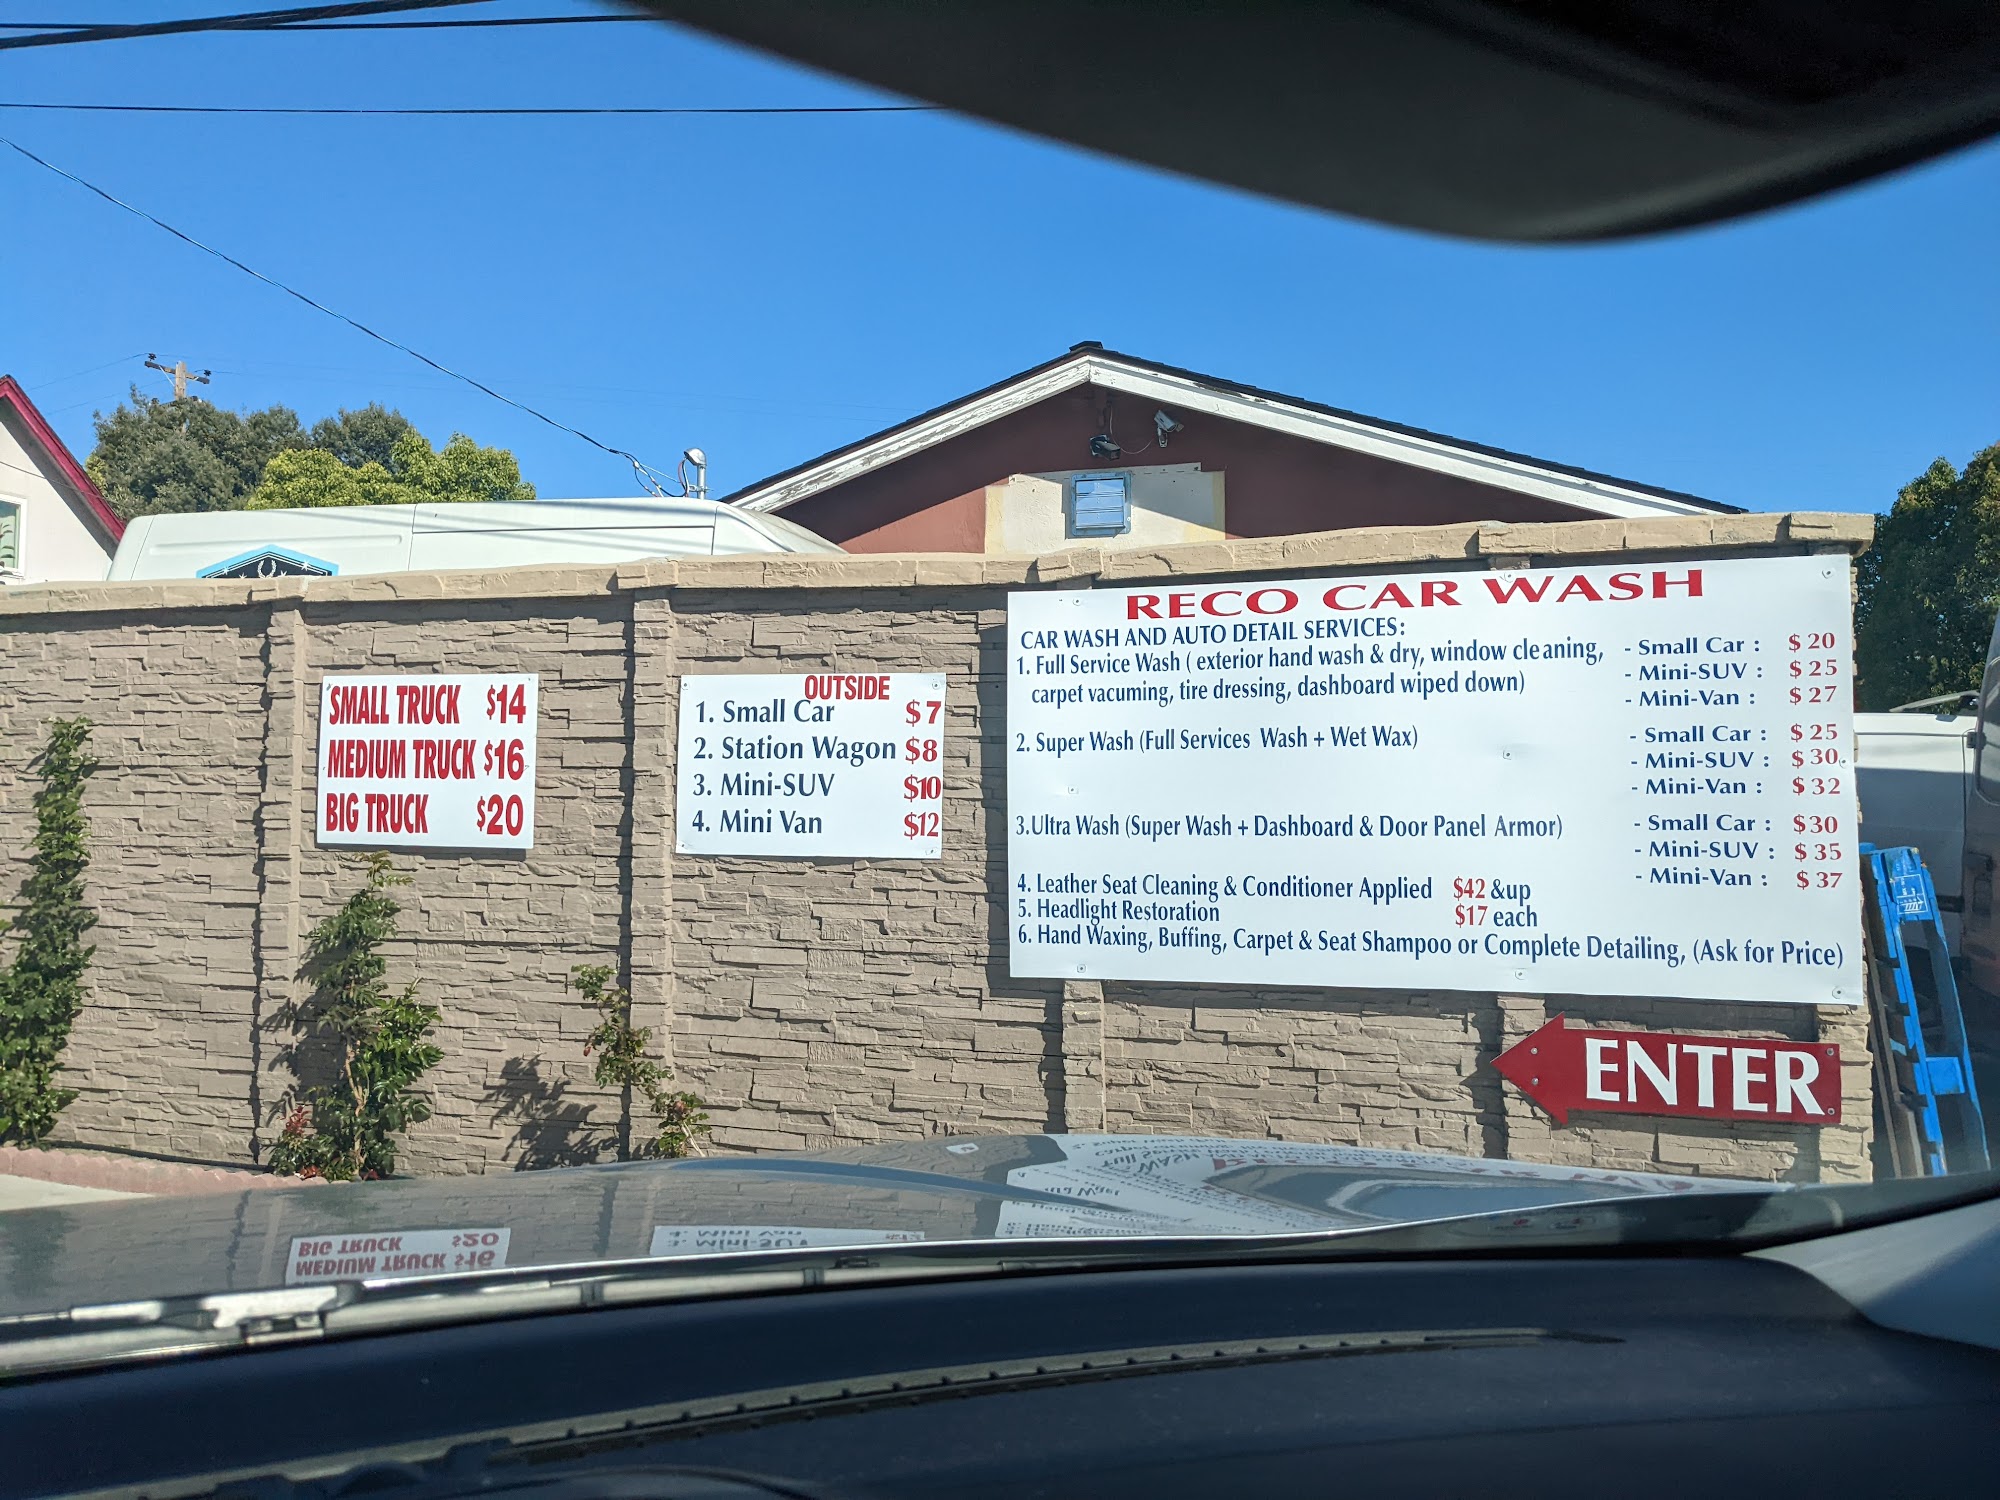 SMALL TRUCK $14
MEDIUM TRUCK $16
BIG TRUCK $20
OUTSIDE
1. Small Car $7
2. Station Wagon $8
3. Mini-SUV $10
4. Mini Van $12
RECO CAR WASH
CAR WASH AND AUTO DETAIL SERVICES:
1. Full Service Wash ( exterior hand wash & dry, window cleaning,
carpet vacuming, tire dressing, dashboard wiped down)
- Small Car : $ 20
- Mini-SUV : $ 25
- Mini-Van : $ 27
2. Super Wash (Full Services Wash + Wet Wax)
- Small Car : $ 25
- Mini-SUV : $ 30
- Mini-Van : $ 32
3.Ultra Wash (Super Wash + Dashboard & Door Panel Armor)
- Small Car : $30
- Mini-SUV : $ 35
- Mini-Van : $ 37
4. Leather Seat Cleaning & Conditioner Applied $42 &up
5. Headlight Restoration $17 each
6. Hand Waxing, Buffing, Carpet & Seat Shampoo or Complete Detailing, (Ask for Price)
ENTER